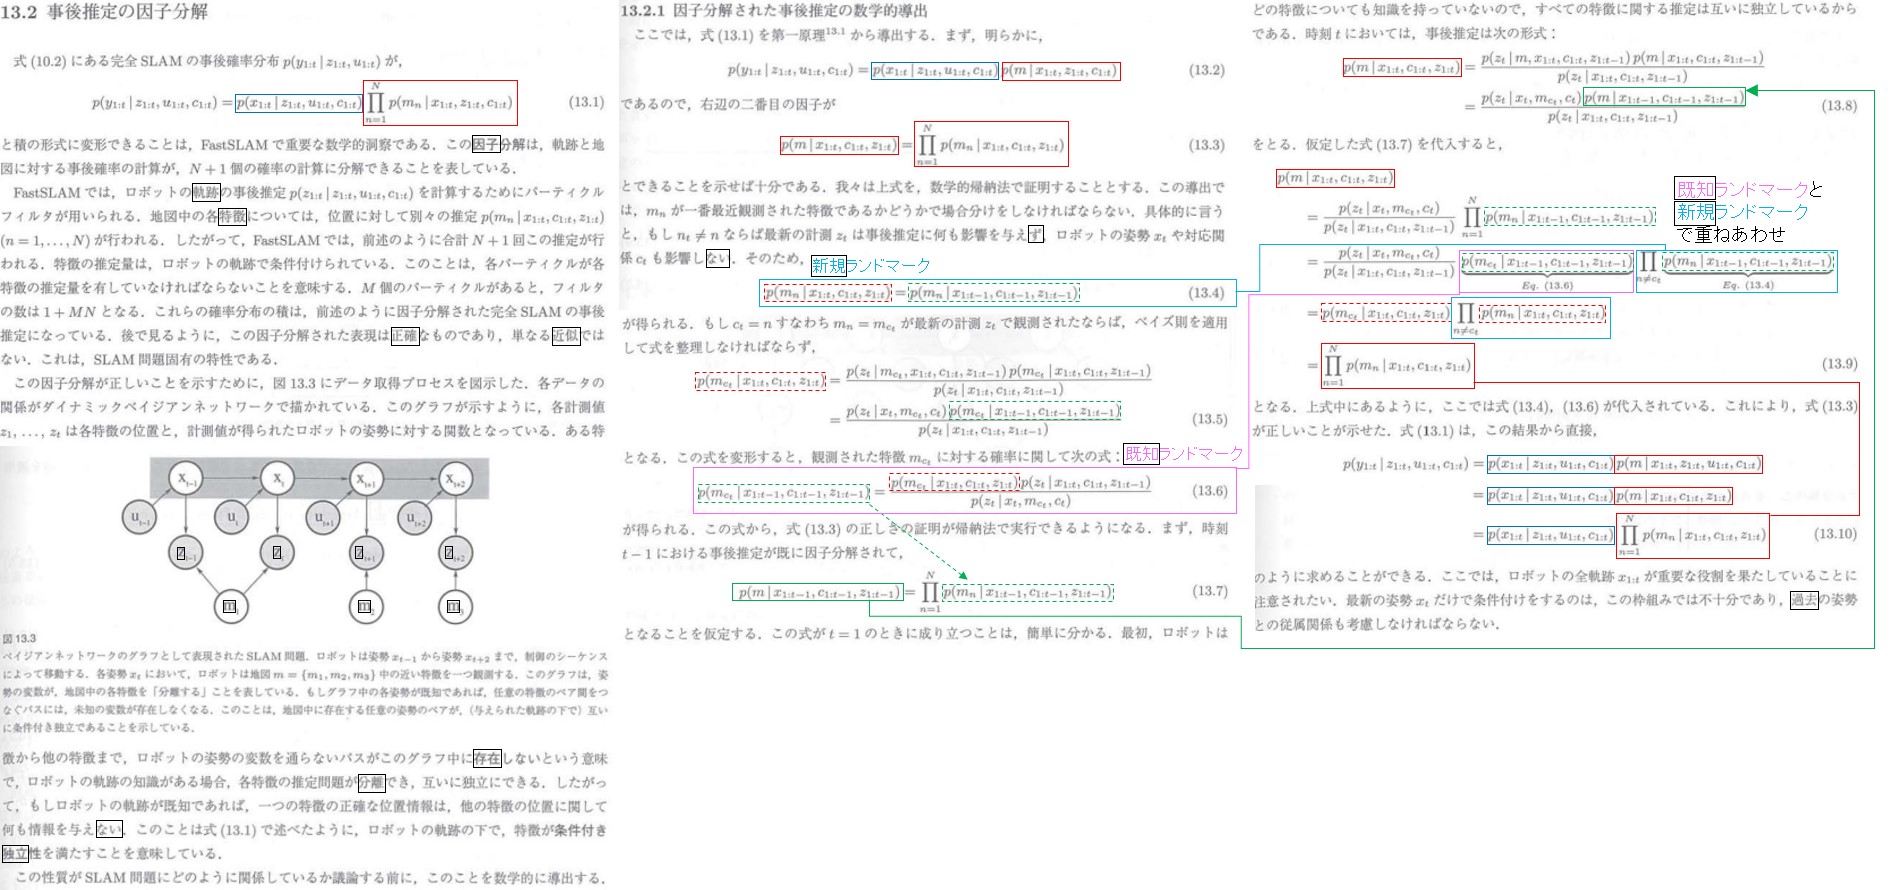 13.2 事後推定の因子分解
式 (10.2) にある完全 SLAM の事後確率分布 p(y_{1:t} | z_{1:t}, u_{1:t}) が，
p(y_{1:t} | z_{1:t}, u_{1:t}, c_{1:t}) = p(x_{1:t} | z_{1:t}, u_{1:t}, c_{1:t}) ∏_{n=1}^{N} p(m_n | x_{1:t}, z_{1:t}, c_{1:t}) (13.1)
と積の形式に変形できることは，FastSLAM で重要な数学的洞察である．この因子分解は，軌跡と地
図に対する事後確率の計算が，N + 1 個の確率の計算に分解できることを表している．
FastSLAM では，ロボットの軌跡の事後推定 p(z_{1:t} | z_{1:t}, u_{1:t}, c_{1:t}) を計算するためにパーティクル
フィルタが用いられる．地図中の各特徴については，位置に対して別々の推定 p(m_n | x_{1:t}, c_{1:t}, z_{1:t})
(n = 1, . . . , N) が行われる．したがって，FastSLAM では，前述のように合計 N + 1 回この推定が行
われる．特徴の推定量は，ロボットの軌跡で条件付けられている．このことは，各パーティクルが各
特徴の推定量を有していなければならないことを意味する．M 個のパーティクルがあると，フィルタ
の数は 1 + MN となる．これらの確率分布の積は，前述のように因子分解された完全 SLAM の事後
推定になっている．後で見るように，この因子分解された表現は正確なものであり，単なる近似では
ない．これは，SLAM 問題固有の特性である．
この因子分解が正しいことを示すために，図 13.3 にデータ取得プロセスを図示した．各データの
関係がダイナミックベイジアンネットワークで描かれている．このグラフが示すように，各計測値
z_1, . . . , z_t は各特徴の位置と，計測値が得られたロボットの姿勢に対する関数となっている．ある特
x_{t-1} x_t x_{t+1} x_{t+2}
u_{t-1} u_t u_{t+1} u_{t+2}
z_{t-1} z_t z_{t+1} z_{t+2}
m_1 m_2 m_3
図 13.3
ベイジアンネットワークのグラフとして表現された SLAM 問題．ロボットは姿勢 x_{t-1} から姿勢 x_{t+2} まで，制御のシーケンス
によって移動する．各姿勢 x_t において，ロボットは地図 m = {m_1, m_2, m_3} 中の近い特徴を一つ観測する．このグラフは，姿
勢の変数が，地図中の各特徴を「分離する」ことを表している．もしグラフ中の各姿勢が既知であれば，任意の特徴のペア間をつ
なぐパスには，未知の変数が存在しなくなる．このことは，地図中に存在する任意の姿勢のペアが，（与えられた軌跡の下で）互い
に条件付き独立であることを示している．
徴から他の特徴まで，ロボットの姿勢の変数を通らないパスがこのグラフ中に存在しないという意味
で，ロボットの軌跡の知識がある場合，各特徴の推定問題が分離でき，互いに独立にできる．したがっ
て，もしロボットの軌跡が既知であれば，一つの特徴の正確な位置情報は，他の特徴の位置に関して
何も情報を与えない．このことは式 (13.1) で述べたように，ロボットの軌跡の下で，特徴が条件付き
独立性を満たすことを意味している．
この性質が SLAM 問題にどのように関係しているか議論する前に，このことを数学的に導出する．
13.2.1 因子分解された事後推定の数学的導出
ここでは，式 (13.1) を第一原理13.1 から導出する．まず，明らかに，
p(y_{1:t} | z_{1:t}, u_{1:t}, c_{1:t}) = p(x_{1:t} | z_{1:t}, u_{1:t}, c_{1:t}) p(m | x_{1:t}, z_{1:t}, c_{1:t}) (13.2)
であるので，右辺の二番目の因子が
p(m | x_{1:t}, c_{1:t}, z_{1:t}) = ∏_{n=1}^{N} p(m_n | x_{1:t}, c_{1:t}, z_{1:t}) (13.3)
とできることを示せば十分である．我々は上式を，数学的帰納法で証明することとする．この導出で
は，m_n が一番最近観測された特徴であるかどうかで場合分けをしなければならない．具体的に言う
と，もし n_t ≠ n ならば最新の計測 z_t は事後推定に何も影響を与えず，ロボットの姿勢 x_t や対応関
係 c_t も影響しない．そのため，
新規ランドマーク
p(m_n | x_{1:t}, c_{1:t}, z_{1:t}) = p(m_n | x_{1:t-1}, c_{1:t-1}, z_{1:t-1}) (13.4)
が得られる．もし c_t = n すなわち m_n = m_{c_t} が最新の計測 z_t で観測されたならば，ベイズ則を適用
して式を整理しなければならず，
p(m_{c_t} | x_{1:t}, c_{1:t}, z_{1:t}) = p(z_t | m_{c_t}, x_{1:t}, c_{1:t}, z_{1:t-1}) p(m_{c_t} | x_{1:t}, c_{1:t}, z_{1:t-1}) / p(z_t | x_{1:t}, c_{1:t}, z_{1:t-1})
= p(z_t | x_t, m_{c_t}, c_t) p(m_{c_t} | x_{1:t-1}, c_{1:t-1}, z_{1:t-1}) / p(z_t | x_{1:t}, c_{1:t}, z_{1:t-1}) (13.5)
となる．この式を変形すると，観測された特徴 m_{c_t} に対する確率に関して次の式：
既知ランドマーク
p(m_{c_t} | x_{1:t-1}, c_{1:t-1}, z_{1:t-1}) = p(m_{c_t} | x_{1:t}, c_{1:t}, z_{1:t}) p(z_t | x_{1:t}, c_{1:t}, z_{1:t-1}) / p(z_t | x_t, m_{c_t}, c_t) (13.6)
が得られる．この式から，式 (13.3) の正しさの証明が帰納法で実行できるようになる．まず，時刻
t − 1 における事後推定が既に因子分解されて，
p(m | x_{1:t-1}, c_{1:t-1}, z_{1:t-1}) = ∏_{n=1}^{N} p(m_n | x_{1:t-1}, c_{1:t-1}, z_{1:t-1}) (13.7)
となることを仮定する．この式が t = 1 のときに成り立つことは，簡単に分かる．最初，ロボットは
どの特徴についても知識を持っていないので，すべての特徴に関する推定は互いに独立しているから
である．時刻 t においては，事後推定は次の形式：
p(m | x_{1:t}, c_{1:t}, z_{1:t}) = p(z_t | m, x_{1:t}, c_{1:t}, z_{1:t-1}) p(m | x_{1:t}, c_{1:t}, z_{1:t-1}) / p(z_t | x_{1:t}, c_{1:t}, z_{1:t-1})
= p(z_t | x_t, m_{c_t}, c_t) p(m | x_{1:t-1}, c_{1:t-1}, z_{1:t-1}) / p(z_t | x_{1:t}, c_{1:t}, z_{1:t-1}) (13.8)
をとる．仮定した式 (13.7) を代入すると，
p(m | x_{1:t}, c_{1:t}, z_{1:t})
既知ランドマークと
新規ランドマーク
で重ねあわせ
= p(z_t | x_t, m_{c_t}, c_t) / p(z_t | x_{1:t}, c_{1:t}, z_{1:t-1}) ∏_{n=1}^{N} p(m_n | x_{1:t-1}, c_{1:t-1}, z_{1:t-1})
= p(z_t | x_t, m_{c_t}, c_t) / p(z_t | x_{1:t}, c_{1:t}, z_{1:t-1}) p(m_{c_t} | x_{1:t-1}, c_{1:t-1}, z_{1:t-1}) ∏_{n≠c_t} p(m_n | x_{1:t-1}, c_{1:t-1}, z_{1:t-1})
Eq. (13.6) Eq. (13.4)
= p(m_{c_t} | x_{1:t}, c_{1:t}, z_{1:t}) ∏_{n≠c_t} p(m_n | x_{1:t}, c_{1:t}, z_{1:t})
= ∏_{n=1}^{N} p(m_n | x_{1:t}, c_{1:t}, z_{1:t}) (13.9)
となる．上式中にあるように，ここでは式 (13.4)，(13.6) が代入されている．これにより，式 (13.3)
が正しいことが示せた．式 (13.1) は，この結果から直接，
p(y_{1:t} | z_{1:t}, u_{1:t}, c_{1:t}) = p(x_{1:t} | z_{1:t}, u_{1:t}, c_{1:t}) p(m | x_{1:t}, z_{1:t}, u_{1:t}, c_{1:t})
= p(x_{1:t} | z_{1:t}, u_{1:t}, c_{1:t}) p(m | x_{1:t}, c_{1:t}, z_{1:t})
= p(x_{1:t} | z_{1:t}, u_{1:t}, c_{1:t}) ∏_{n=1}^{N} p(m_n | x_{1:t}, c_{1:t}, z_{1:t}) (13.10)
のように求めることができる．ここでは，ロボットの全軌跡 x_{1:t} が重要な役割を果たしていることに
注意されたい．最新の姿勢 x_t だけで条件付けをするのは，この枠組みでは不十分であり，過去の姿勢
との従属関係も考慮しなければならない．